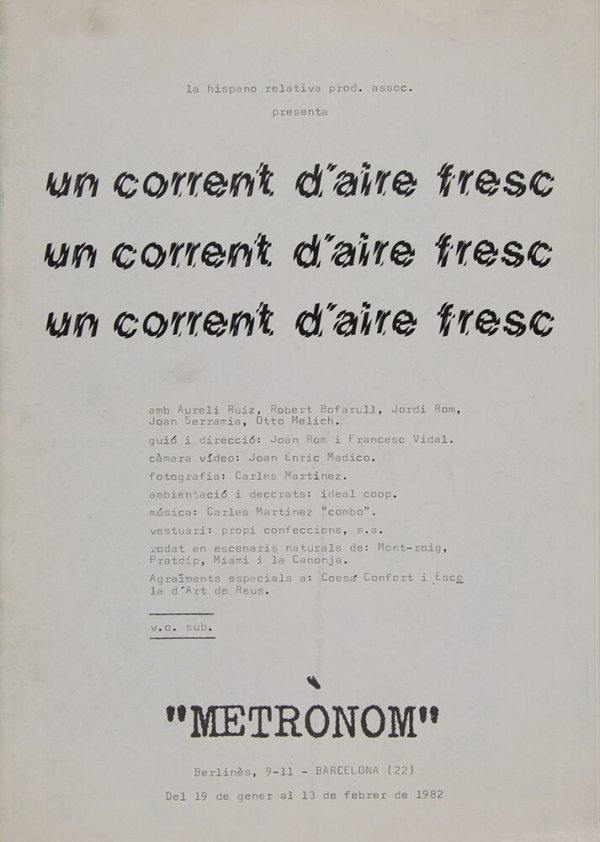 la hispano relativa prod. assoc.
presenta
un corrent d'aire fresc
un corrent d'aire fresc
un corrent d'aire fresc
amb Aureli Ruiz, Robert Bofarull, Jordi Rom,
Joan Serramia, Otto Melich.
guió i direcció: Joan Rom i Francesc Vidal.
càmara vídeo: Joan Enric Madico.
fotografia: Carles Martinez.
ambientació i decorats: ideal coop.
música: Carles Martinez "combo".
vestuari: propi confeccions, s.a.
rodat en escenaris naturals de: Mont-roig,
Pratdip, Miami i la Canonja.
Agraïments especials a: Coesa Confort i Esco
la d'Art de Reus.
v.o. sub.
"METRÒNOM"
Berlinès, 9-11 - BARCELONA (22)
Del 19 de gener al 13 de febrer de 1982